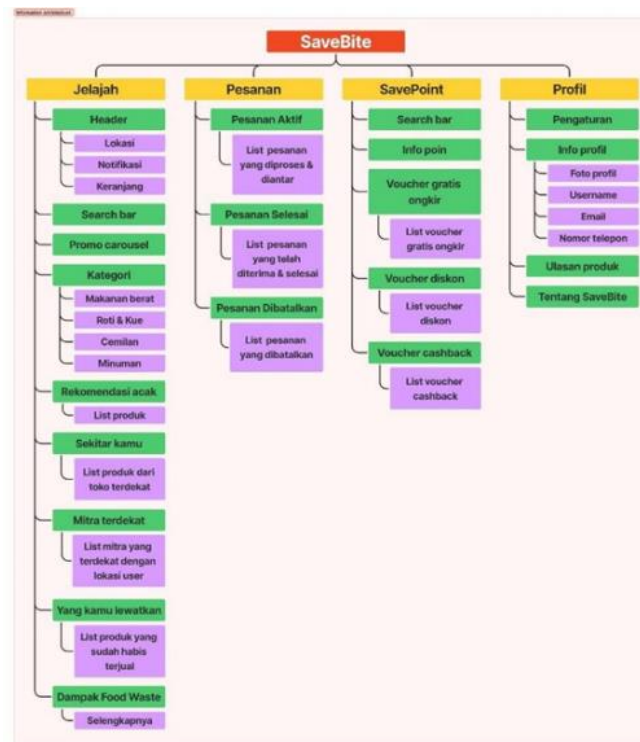 Information architecture
SaveBite
Jelajah
Header
Lokasi
Notifikasi
Keranjang
Search bar
Promo carousel
Kategori
Makanan berat
Roti & Kue
Cemilan
Minuman
Rekomendasi acak
List produk
Sekitar kamu
List produk dari
toko terdekat
Mitra terdekat
List mitra yang
terdekat dengan
lokasi user
Yang kamu lewatkan
List produk yang
sudah habis
terjual
Dampak Food Waste
Selengkapnya
Pesanan
Pesanan Aktif
List pesanan
yang diproses &
diantar
Pesanan Selesai
List pesanan
yang telah
diterima & selesai
Pesanan Dibatalkan
List pesanan
yang dibatalkan
SavePoint
Search bar
Info poin
Voucher gratis
ongkir
List voucher
gratis ongkir
Voucher diskon
List voucher
diskon
Voucher cashback
List voucher
cashback
Profil
Pengaturan
Info profil
Foto profil
Username
Email
Nomor telepon
Ulasan produk
Tentang SaveBite